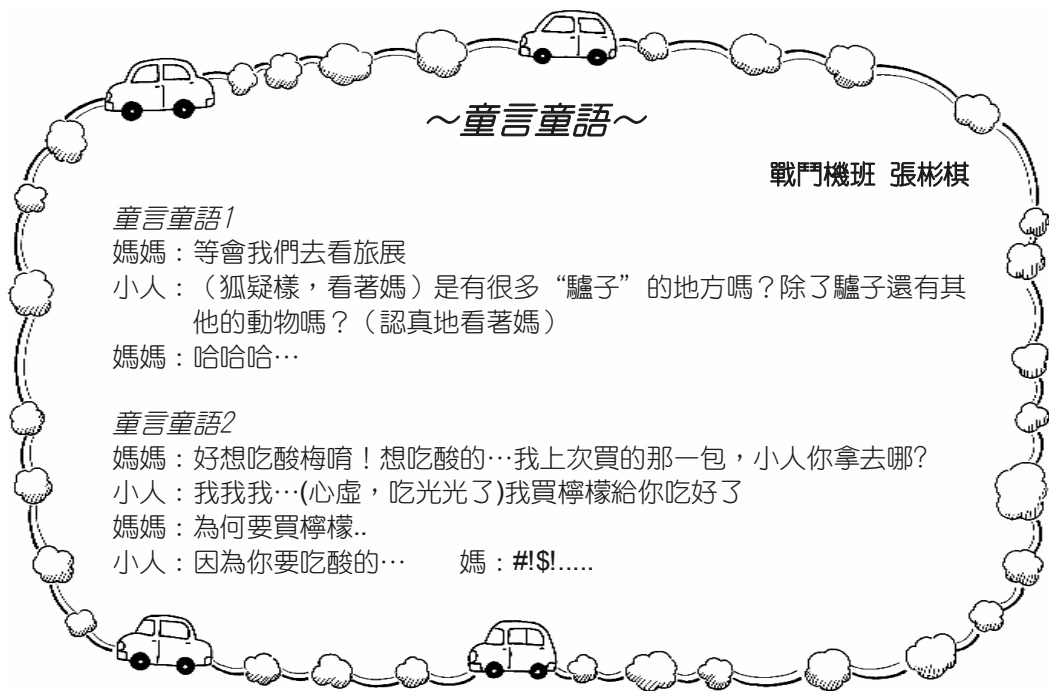 ～童言童語～
戰鬥機班 張彬棋
童言童語1
媽媽：等會我們去看旅展
小人：（狐疑樣，看著媽）是有很多“驢子”的地方嗎？除了驢子還有其
他的動物嗎？（認真地看著媽）
媽媽：哈哈哈…
童言童語2
媽媽：好想吃酸梅唷！想吃酸的…我上次買的那一包，小人你拿去哪?
小人：我我我…(心虛，吃光光了)我買檸檬給你吃好了
媽媽：為何要買檸檬..
小人：因為你要吃酸的… 媽：#!$!.....